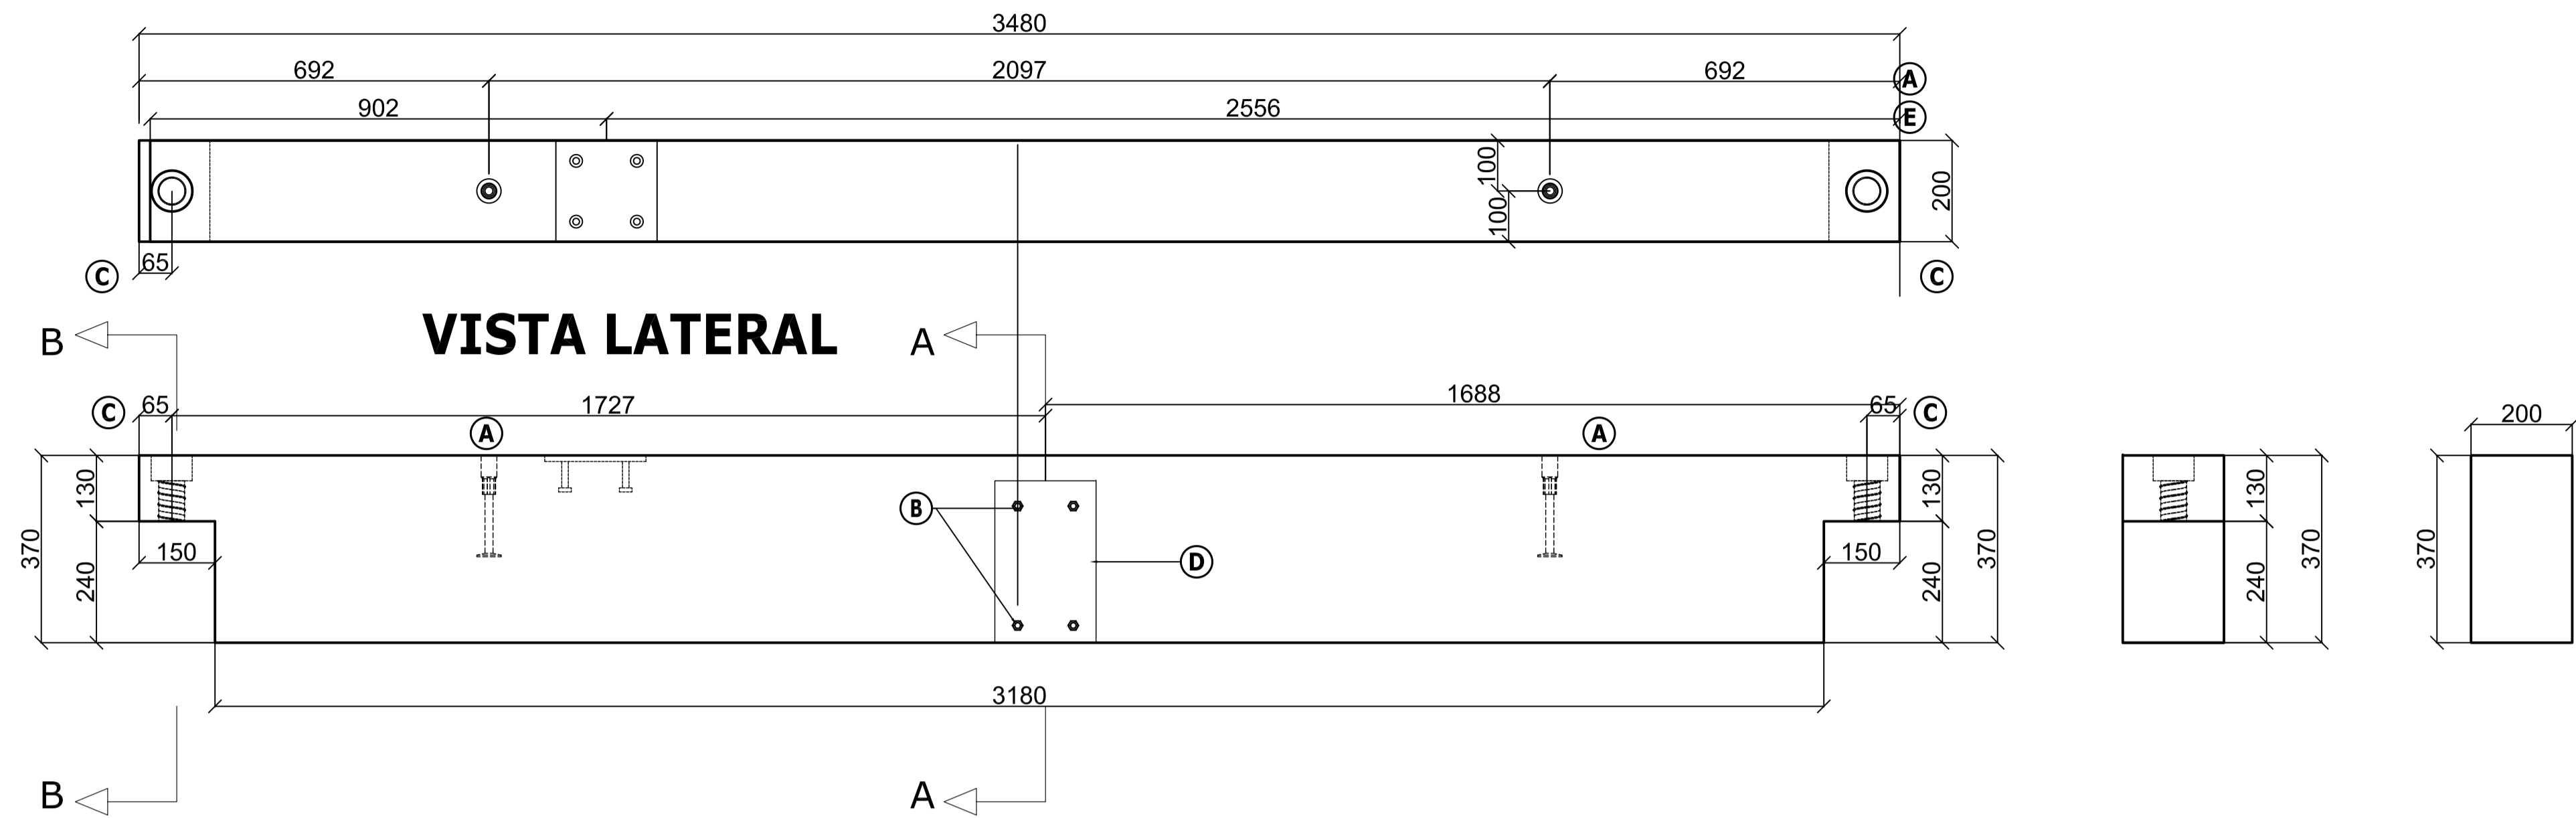 3480
692 2097 692 A
902 2556 E
100 100 200
C 65 C
VISTA LATERAL
B A
C 65 1727 1688 65 C
A A
200
370 130 240 150
B
D
150 130 240 370
130 240 370
370
3180
B A